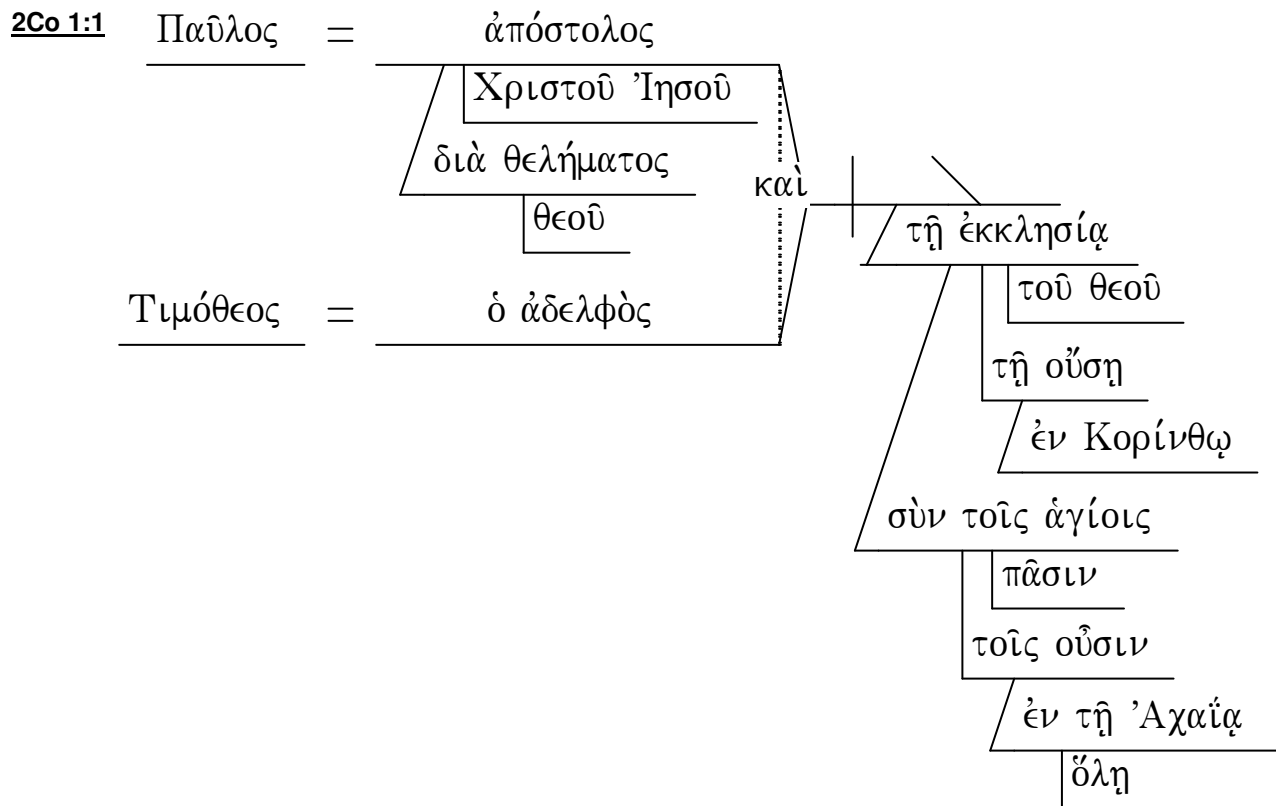 2Co 1:1
Παῦλος = ἀπόστολος
Χριστοῦ Ἰησοῦ
διὰ θελήματος
θεοῦ
καὶ
Τιμόθεος = ὁ ἀδελφὸς
τῇ ἐκκλησίᾳ
τοῦ θεοῦ
τῇ οὔσῃ
ἐν Κορίνθῳ
σὺν τοῖς ἁγίοις
πᾶσιν
τοῖς οὖσιν
ἐν τῇ Ἀχαΐᾳ
ὅλῃ